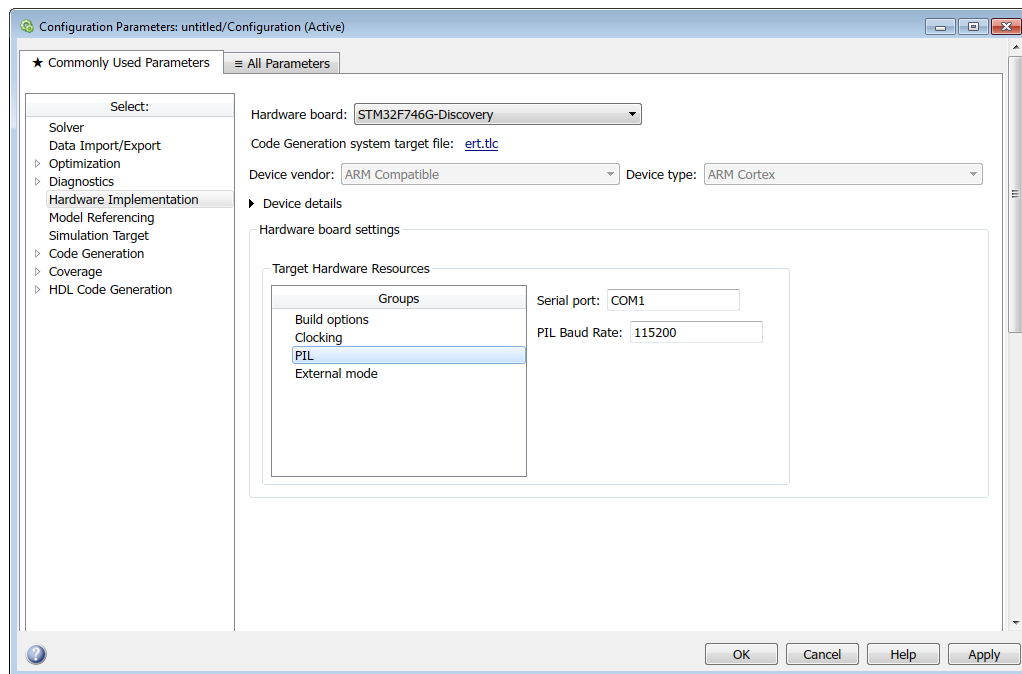 Configuration Parameters: untitled/Configuration (Active)
★ Commonly Used Parameters
≡ All Parameters
Select:
Solver
Data Import/Export
Optimization
Diagnostics
Hardware Implementation
Model Referencing
Simulation Target
Code Generation
Coverage
HDL Code Generation
Hardware board: STM32F746G-Discovery
Code Generation system target file: ert.tlc
Device vendor: ARM Compatible Device type: ARM Cortex
Device details
Hardware board settings
Target Hardware Resources
Groups
Build options
Clocking
PIL
External mode
Serial port: COM1
PIL Baud Rate: 115200
OK Cancel Help Apply